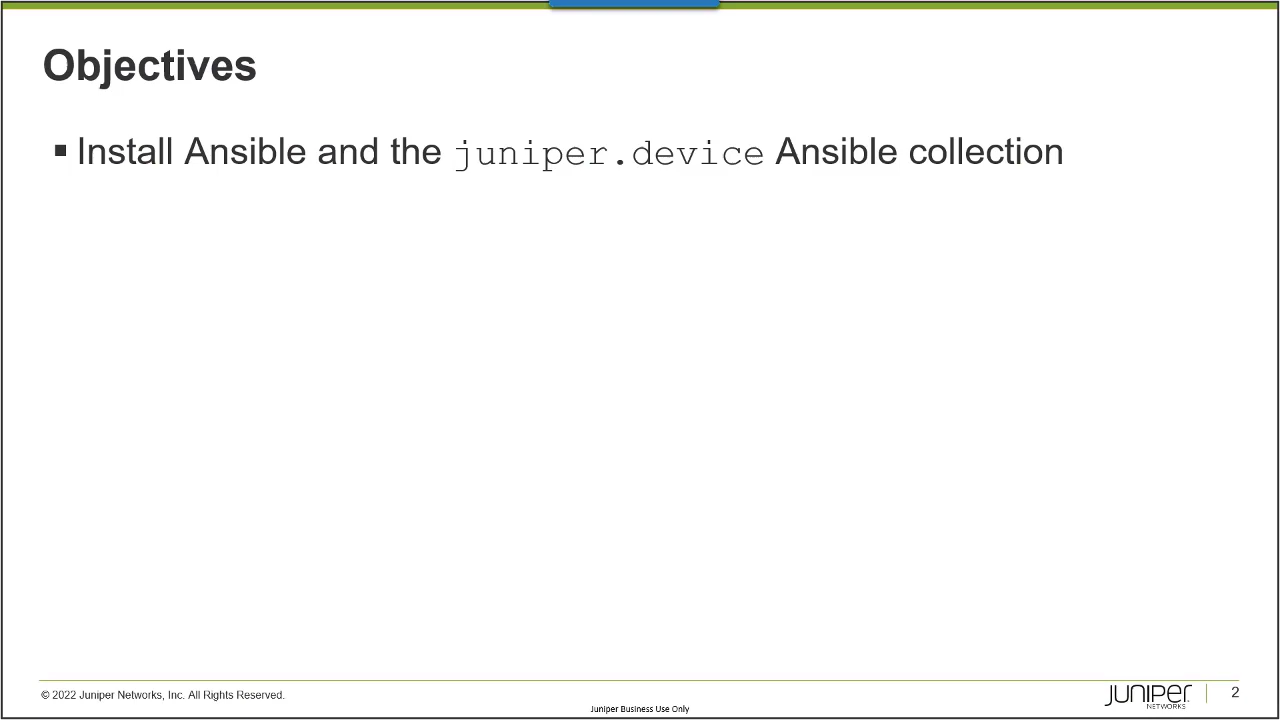 Objectives
▪ Install Ansible and the juniper.device Ansible collection
© 2022 Juniper Networks, Inc. All Rights Reserved.
Juniper Business Use Only
Juniper
NETWORKS
2